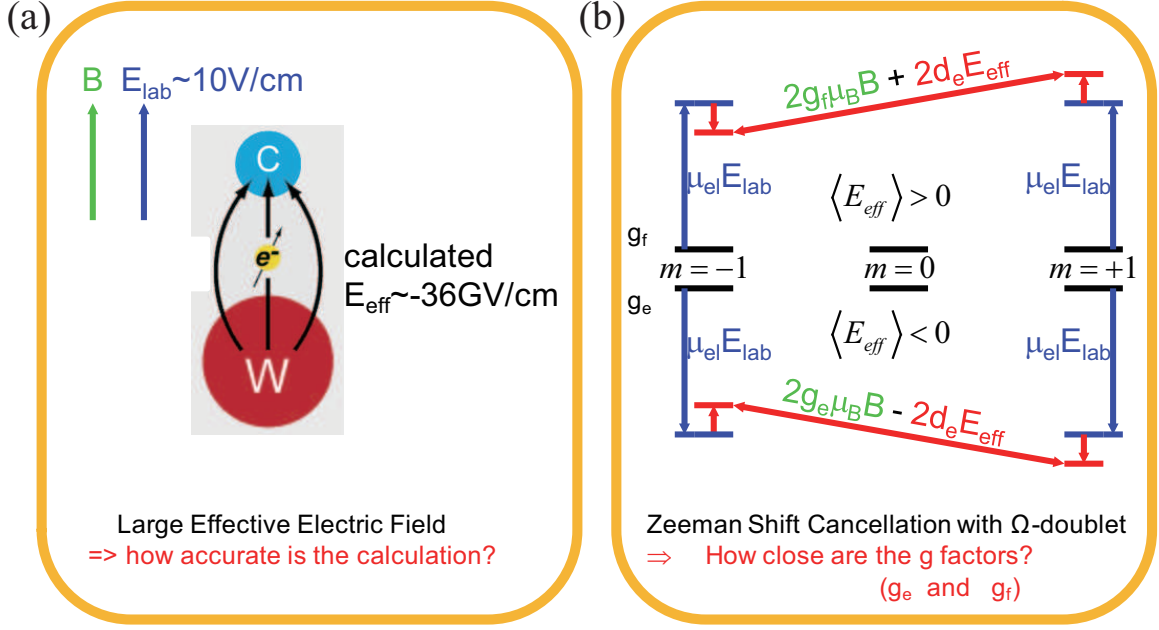 (a)
B E_lab~10V/cm
C
e-
calculated
E_eff~-36GV/cm
W
Large Effective Electric Field
=> how accurate is the calculation?
(b)
2g_fμ_BB + 2d_eE_eff
μ_elE_lab ⟨E_eff⟩ > 0 μ_elE_lab
g_f
m = −1 m = 0 m = +1
g_e
μ_elE_lab ⟨E_eff⟩ < 0 μ_elE_lab
2g_eμ_BB - 2d_eE_eff
Zeeman Shift Cancellation with Ω-doublet
⇒ How close are the g factors?
(g_e and g_f)